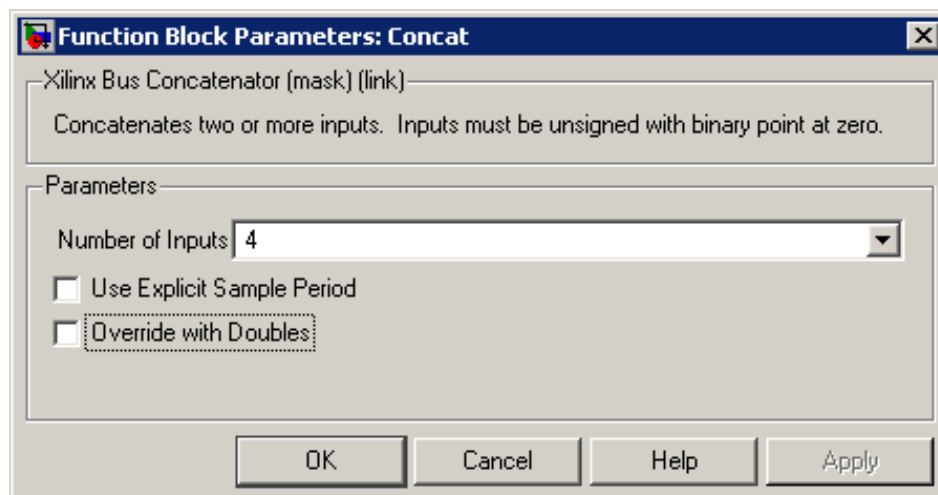 Function Block Parameters: Concat
Xilinx Bus Concatenator (mask) (link)
Concatenates two or more inputs.  Inputs must be unsigned with binary point at zero.
Parameters
Number of Inputs 4
Use Explicit Sample Period
Override with Doubles
OK Cancel Help Apply